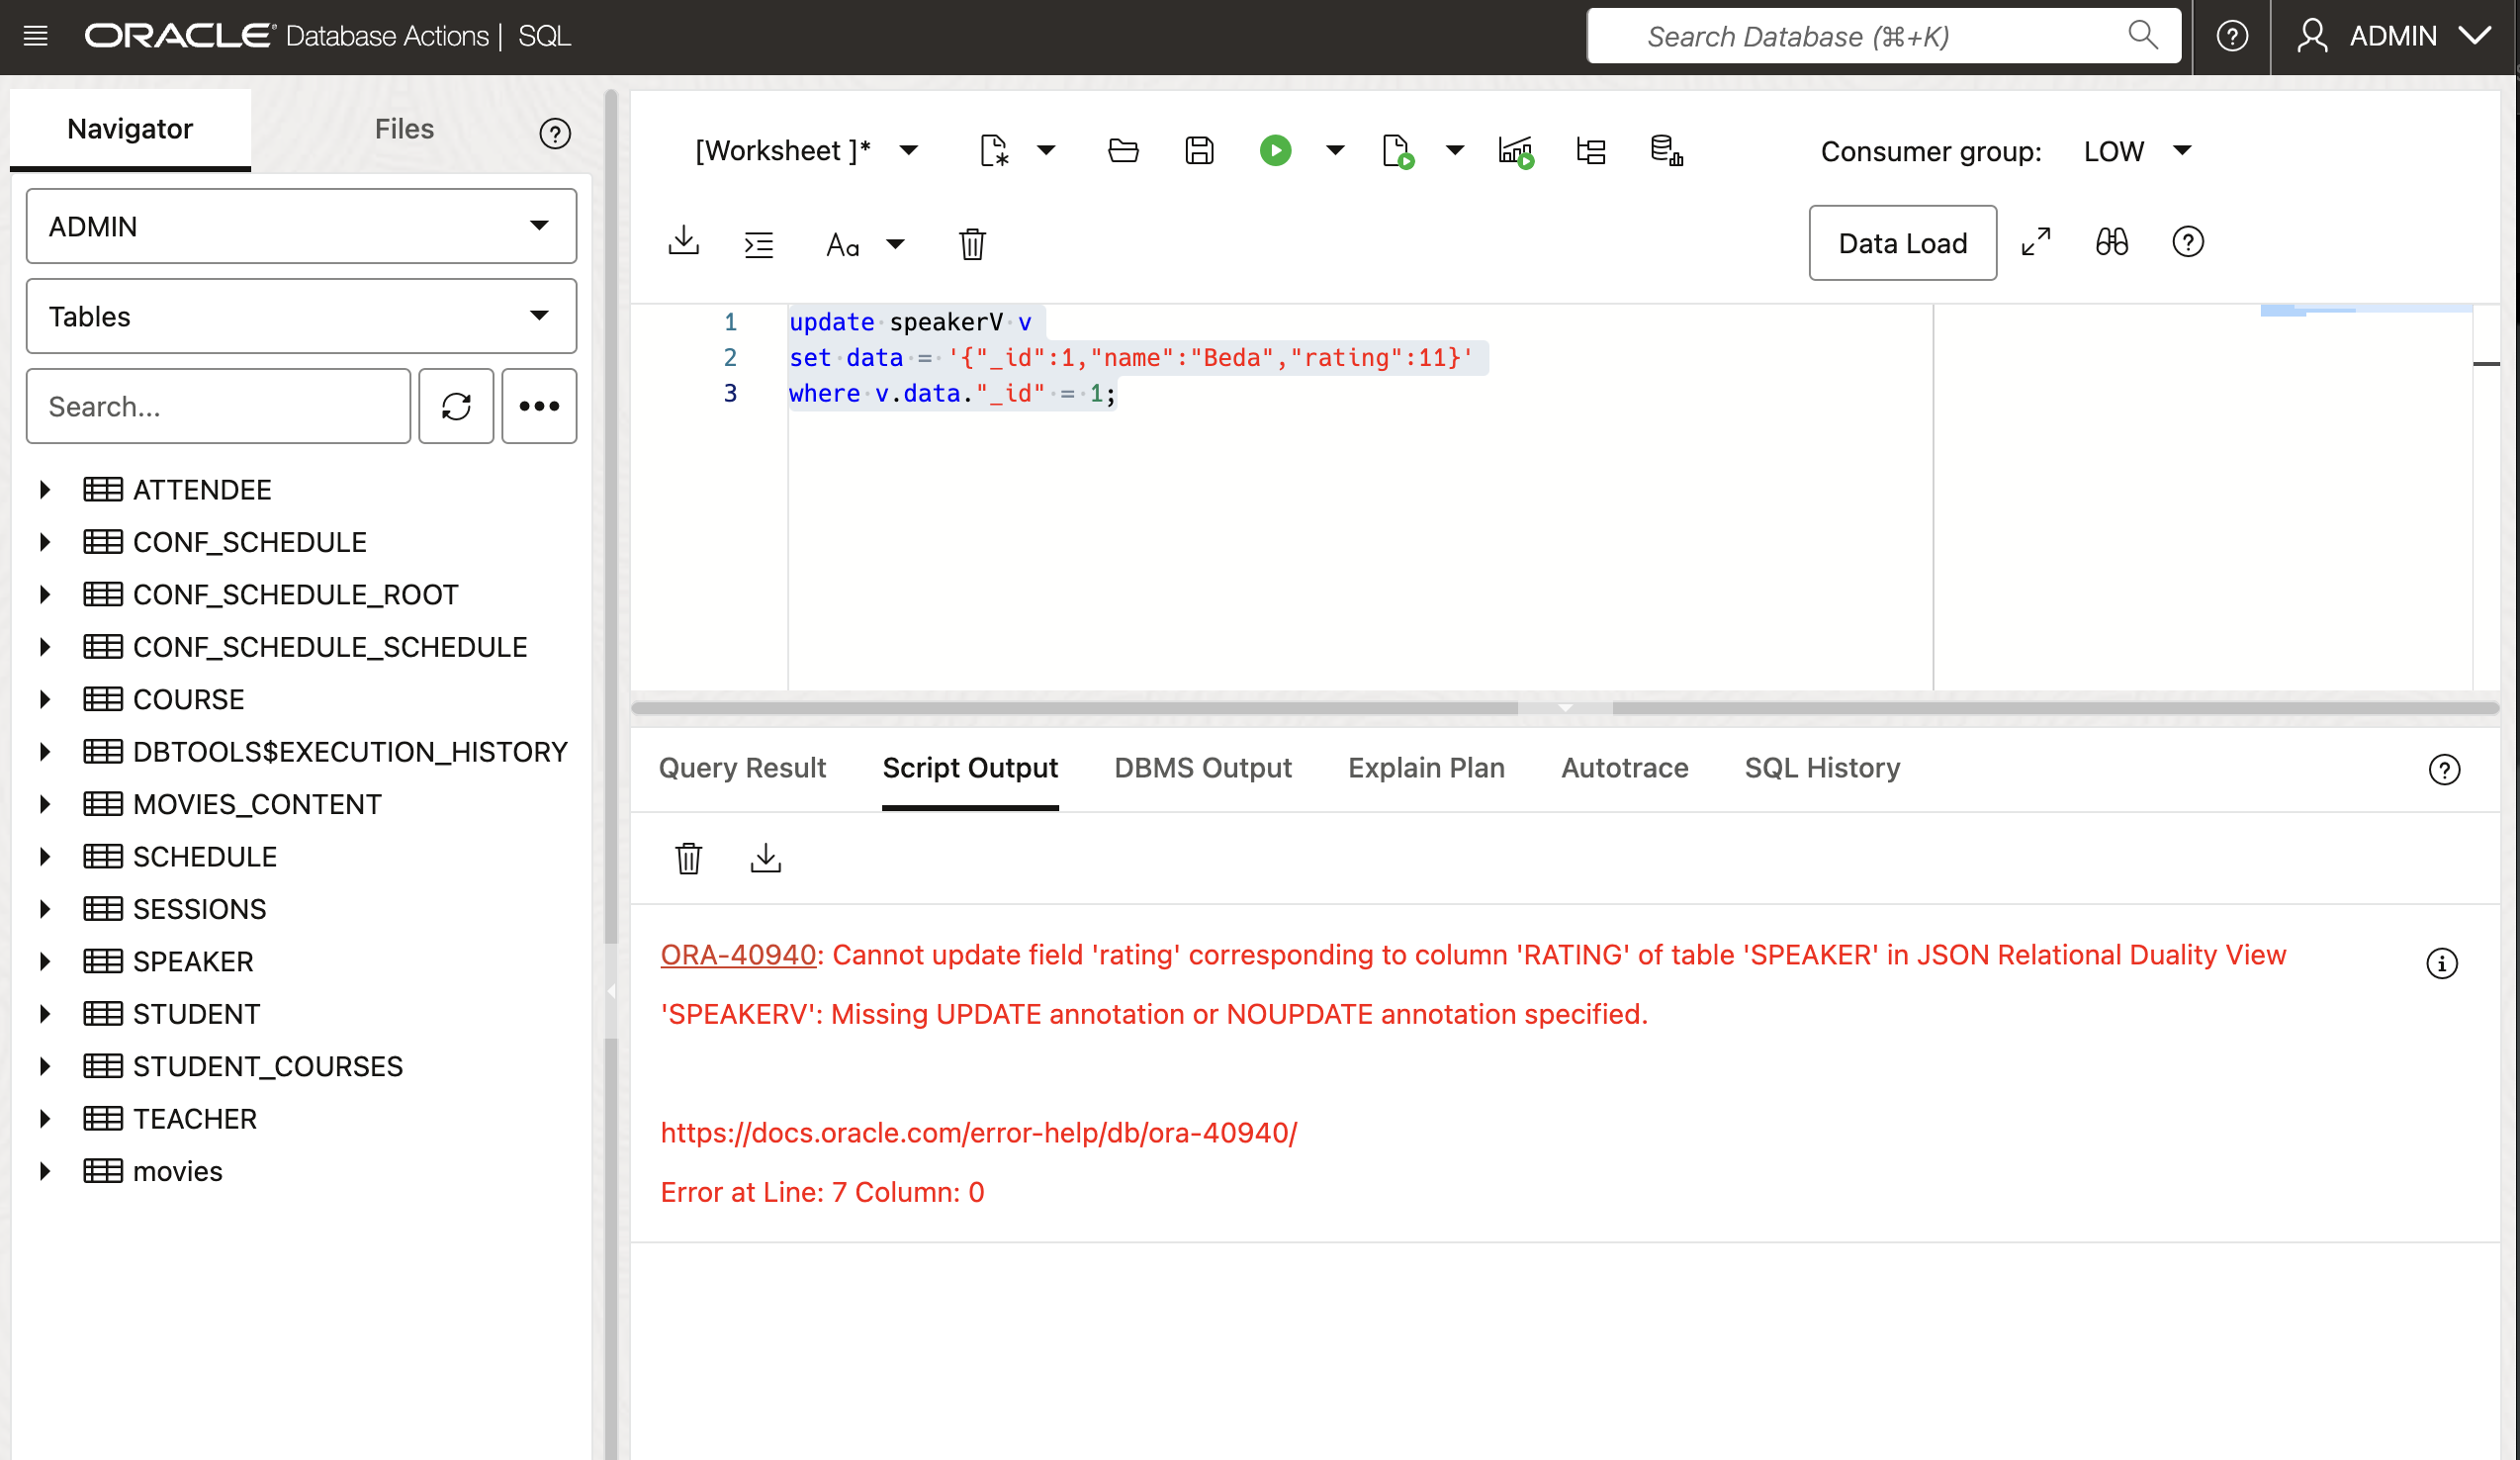 ORACLE Database Actions | SQL
Search Database (⌘+K)
ADMIN
Navigator
Files
ADMIN
Tables
Search...
ATTENDEE
CONF_SCHEDULE
CONF_SCHEDULE_ROOT
CONF_SCHEDULE_SCHEDULE
COURSE
DBTOOLS$EXECUTION_HISTORY
MOVIES_CONTENT
SCHEDULE
SESSIONS
SPEAKER
STUDENT
STUDENT_COURSES
TEACHER
movies
[Worksheet ]*
Consumer group: LOW
Aa
Data Load
1 update speakerV v
2 set data = '{"_id":1,"name":"Beda","rating":11}'
3 where v.data."_id" = 1;
Query Result Script Output DBMS Output Explain Plan Autotrace SQL History
ORA-40940: Cannot update field 'rating' corresponding to column 'RATING' of table 'SPEAKER' in JSON Relational Duality View
'SPEAKERV': Missing UPDATE annotation or NOUPDATE annotation specified.
https://docs.oracle.com/error-help/db/ora-40940/
Error at Line: 7 Column: 0